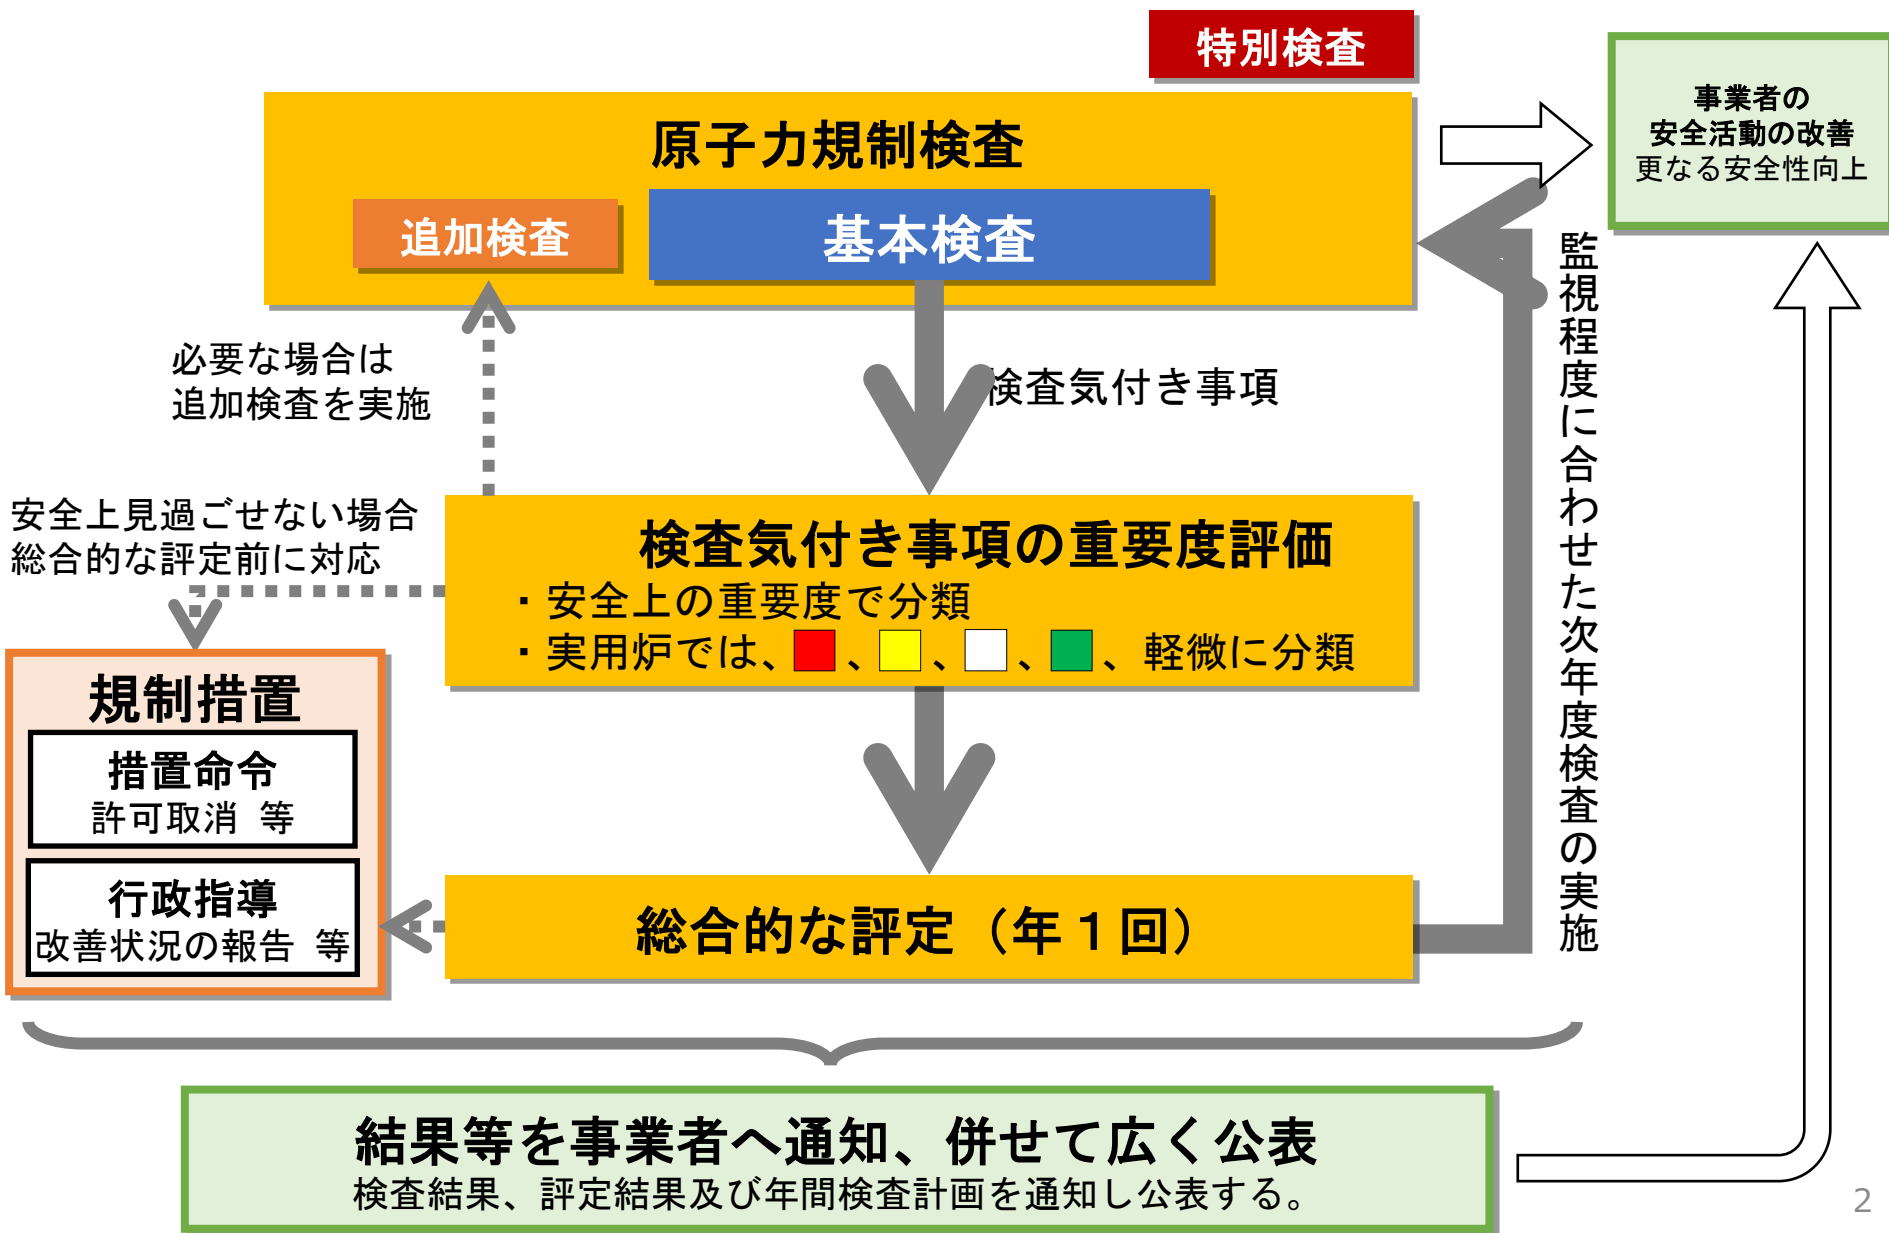 特別検査
原子力規制検査
追加検査
基本検査
事業者の
安全活動の改善
更なる安全性向上
必要な場合は
追加検査を実施
検査気付き事項
監視程度に合わせた次年度検査の実施
安全上見過ごせない場合
総合的な評定前に対応
検査気付き事項の重要度評価
・安全上の重要度で分類
・実用炉では、、、、、軽微に分類
規制措置
措置命令
許可取消 等
行政指導
改善状況の報告 等
総合的な評定（年１回）
結果等を事業者へ通知、併せて広く公表
検査結果、評定結果及び年間検査計画を通知し公表する。
2